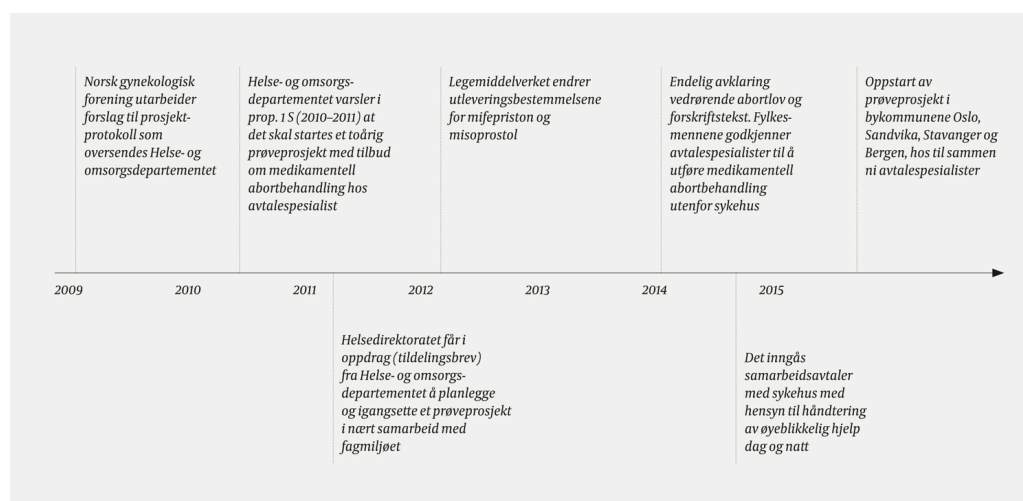 Norsk gynekologisk
forening utarbeider
forslag til prosjekt-
protokoll som
oversendes Helse- og
omsorgsdepartementet
Helse- og omsorgs-
departementet varsler i
prop. 1 S (2010–2011) at
det skal startes et toårig
prøveprosjekt med tilbud
om medikamentell
abortbehandling hos
avtalespesialist
Legemiddelverket endrer
utleveringsbestemmelsene
for mifepriston og
misoprostol
Endelig avklaring
vedrørende abortlov og
forskriftstekst. Fylkes-
mennene godkjenner
avtalespesialister til å
utføre medikamentell
abortbehandling
utenfor sykehus
Oppstart av
prøveprosjekt i
bykommunene Oslo,
Sandvika, Stavanger og
Bergen, hos til sammen
ni avtalespesialister
2009 2010 2011 2012 2013 2014 2015
Helsedirektoratet får i
oppdrag (tildelingsbrev)
fra Helse- og omsorgs-
departementet å planlegge
og igangsette et prøveprosjekt
i nært samarbeid med
fagmiljøet
Det inngås
samarbeidsavtaler
med sykehus med
hensyn til håndtering
av øyeblikkelig hjelp
dag og natt